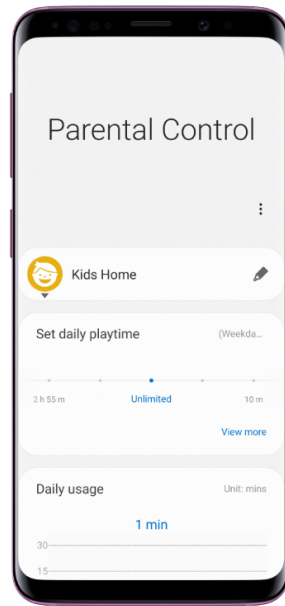 Parental Control
Kids Home
Set daily playtime (Weekda...
2 h 55 m Unlimited 10 m
View more
Daily usage Unit: mins
1 min
30
15